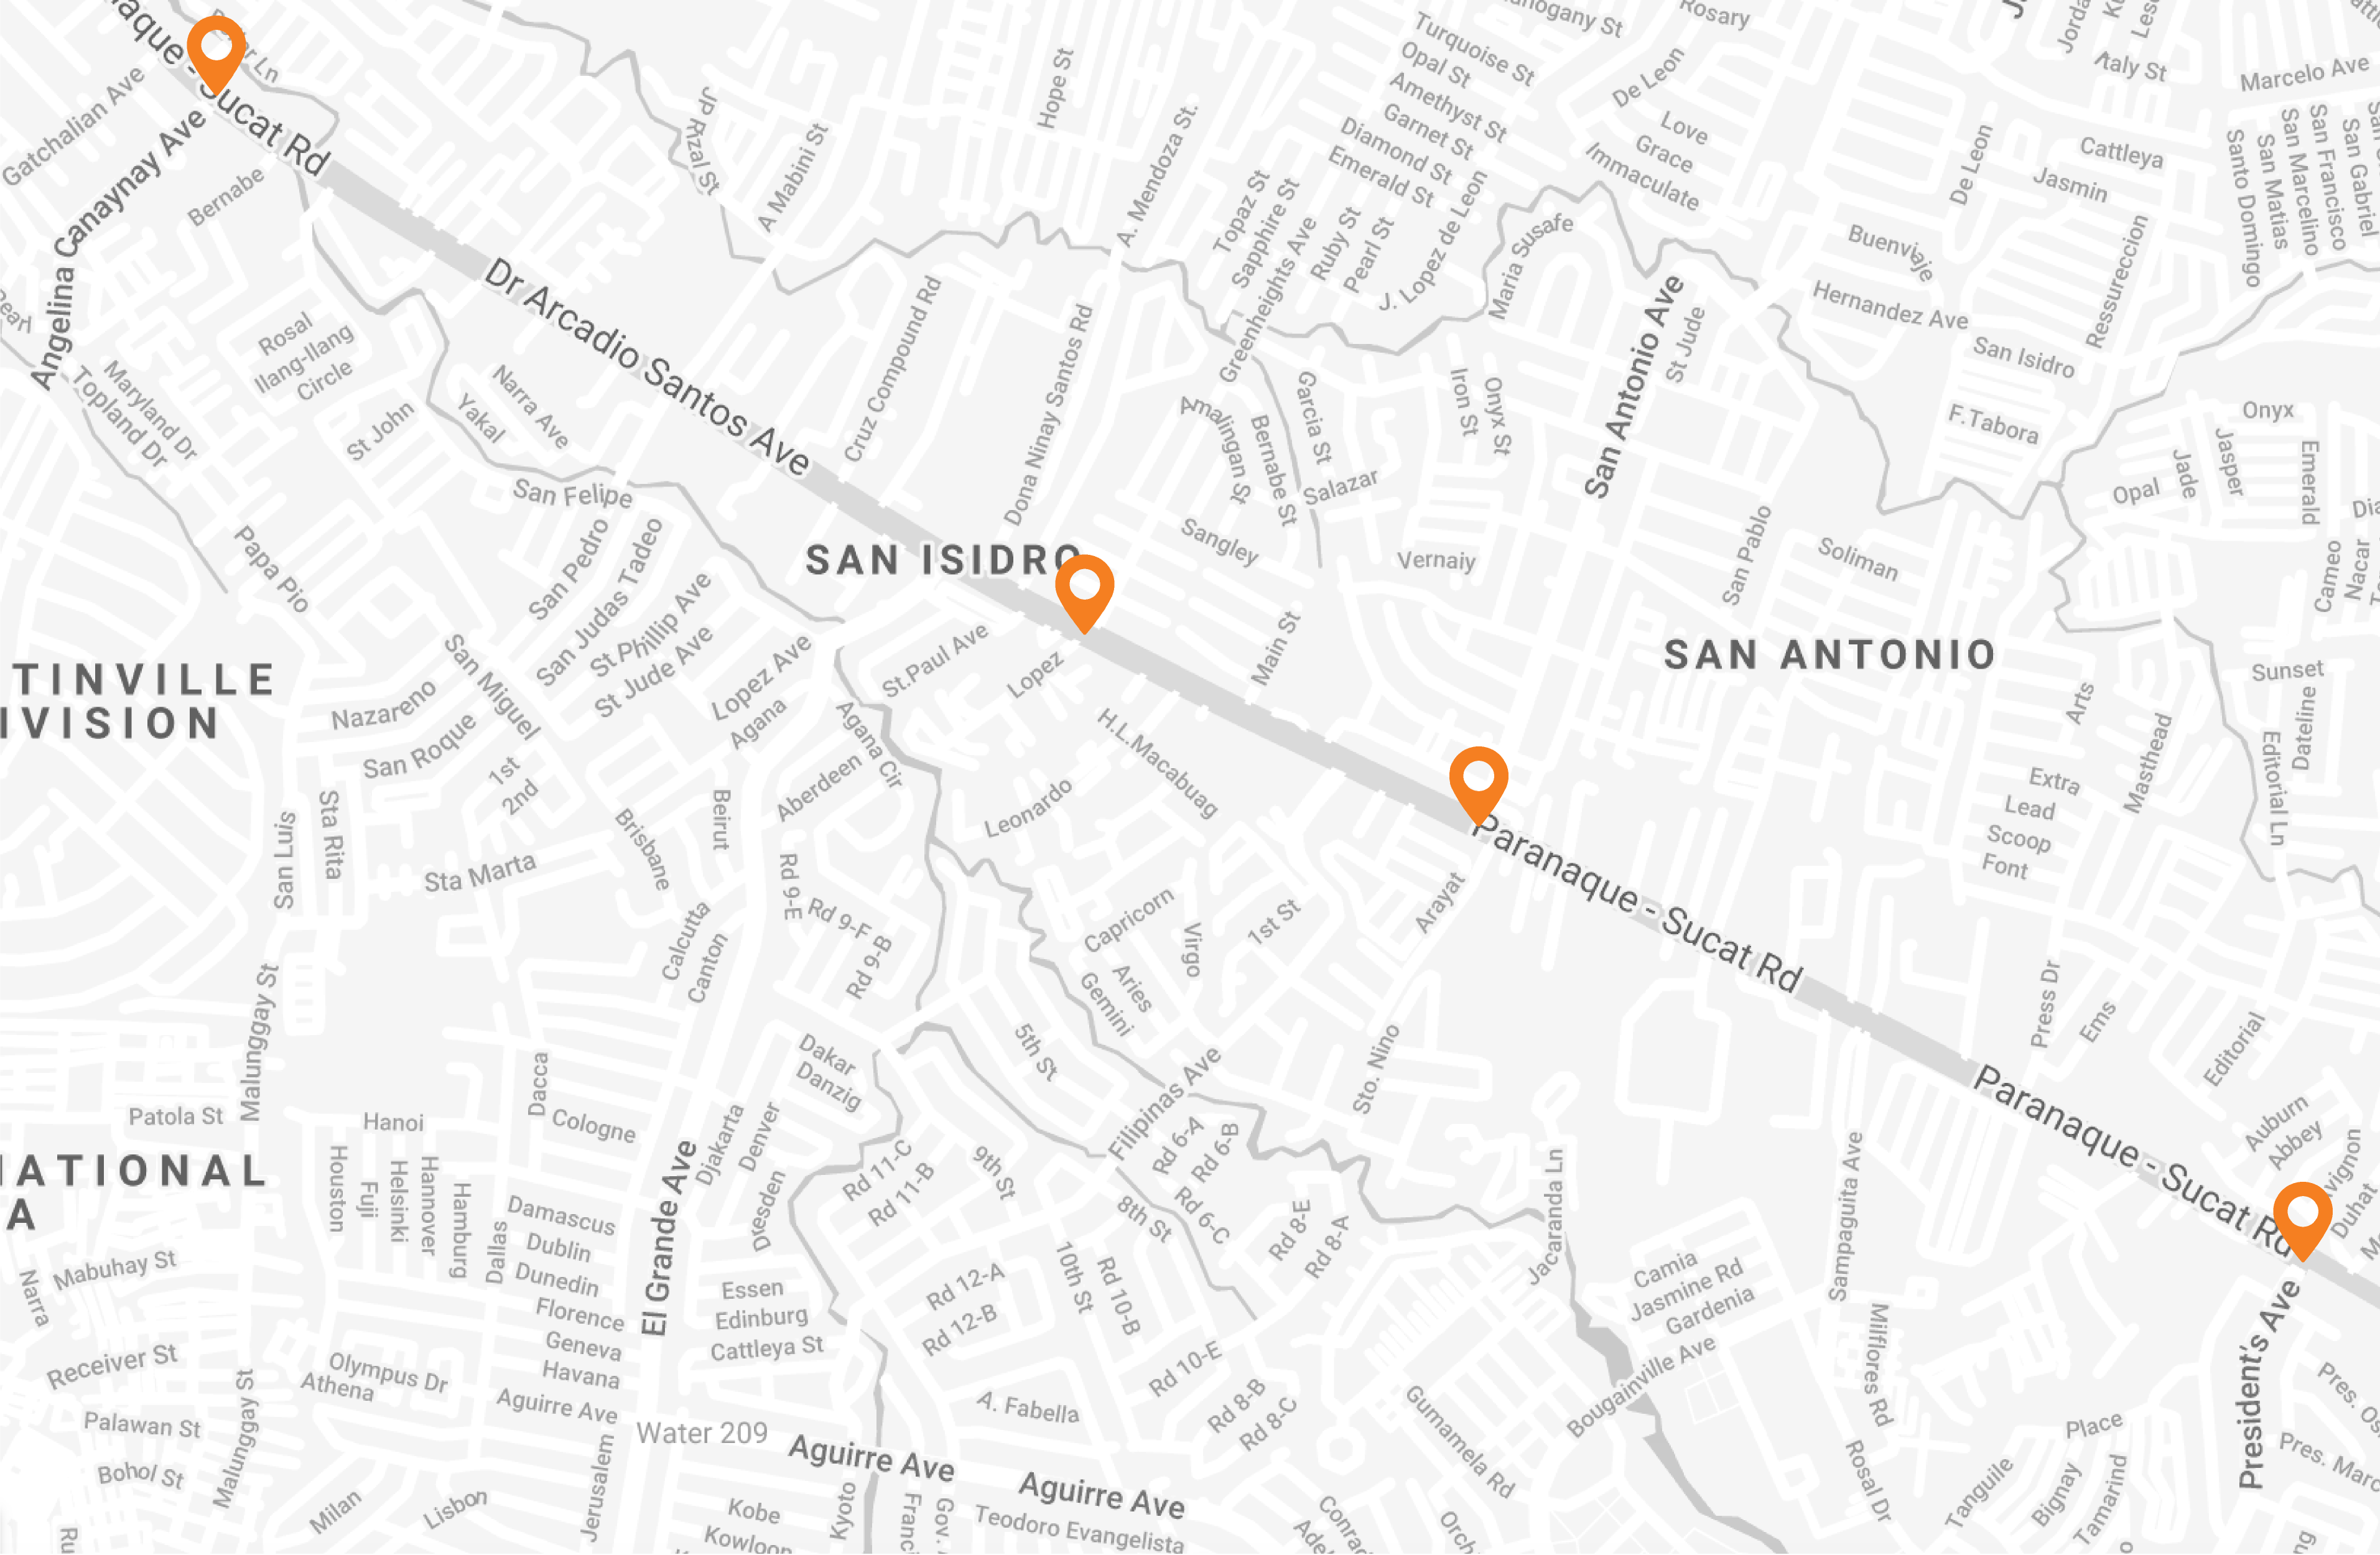 Sucat Rd
Gatchalian Ave
Angelina Canaynay Ave
Bernabe
JP Rizal St
A Mabini St
Hope St
A. Mendoza St.
Turquoise St
Opal St
Amethyst St
Garnet St
Diamond St
Emerald St
Topaz St
Sapphire St
Greenheights Ave
Ruby St
Pearl St
J. Lopez de Leon
Rosary
De Leon
Love
Grace
Immaculate
Maria Susafe
Italy St
Marcelo Ave
De Leon
Cattleya
Jasmin
Santo Domingo
San Matias
San Marcelino
San Francisco
San Gabriel
Buenviaje
Hernandez Ave
Ressureccion
San Isidro
F.Tabora
Onyx
Jasper
Jade
Opal
Emerald
Cameo
Nacar
Dr Arcadio Santos Ave
Rosal
Ilang-Ilang
Circle
Maryland Dr
Topland Dr
St John
Yakal
Narra Ave
San Felipe
Cruz Compound Rd
Dona Ninay Santos Rd
Amalingan St
Bernabe St
Garcia St
Salazar
Sangley
Iron St
Onyx St
San Antonio Ave
St Jude
Vernaiy
San Pablo
Soliman
SAN ISIDRO
SAN ANTONIO
Papa Pio
San Pedro
San Judas Tadeo
St Phillip Ave
St Jude Ave
Lopez Ave
Agana
Agana Cir
Aberdeen
St.Paul Ave
Lopez
Main St
H.L.Macabuag
Leonardo
TINVILLE
IVISION
Nazareno
San Roque
San Miguel
1st
2nd
San Luis
Sta Rita
Sta Marta
Brisbane
Beirut
Rd 9-E
Rd 9-F
Rd 9-B
Calcutta
Canton
Capricorn
Virgo
Aries
Gemini
1st St
Arayat
Paranaque - Sucat Rd
Arts
Extra
Lead
Scoop
Font
Masthead
Sunset
Dateline
Editorial Ln
Press Dr
Ems
Editorial
Malunggay St
Patola St
Hanoi
Dacca
Cologne
Dakar
Danzig
5th St
Filipinas Ave
Sto. Nino
Rd 6-A
Rd 6-B
Rd 6-C
Paranaque - Sucat Rd
Auburn
Abbey
Duhat
Houston
Fuji
Helsinki
Hannover
Hamburg
Dallas
Damascus
Dublin
Dunedin
Florence
Geneva
Havana
Aguirre Ave
El Grande Ave
Djakarta
Denver
Essen
Edinburg
Cattleya St
Rd 11-C
Rd 11-B
9th St
8th St
10th St
Rd 10-B
Rd 12-A
Rd 12-B
Rd 10-E
Rd 8-E
Rd 8-A
Rd 8-B
Rd 8-C
A. Fabella
Jacaranda Ln
Camia
Jasmine Rd
Gardenia
Bougainville Ave
Sampaguita Ave
Milflores Rd
Rosal Dr
President's Ave
Mabuhay St
Narra
Receiver St
Palawan St
Bohol St
Malunggay St
Olympus Dr
Athena
Milan
Lisbon
Jerusalem
Water 209
Aguirre Ave
Aguirre Ave
Kobe
Kowloon
Kyoto
Teodoro Evangelista
Gumamela Rd
Tanguile
Bignay
Tamarind
Place